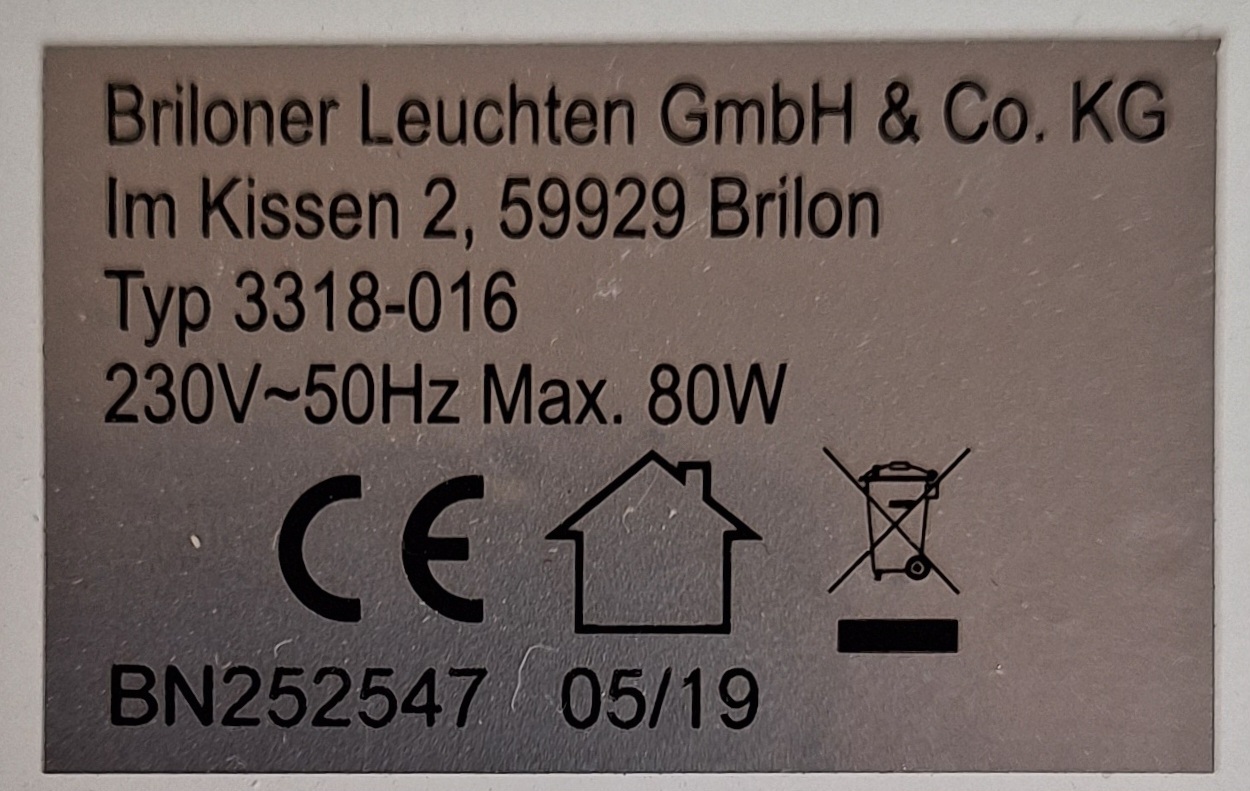 Briloner Leuchten GmbH & Co. KG
Im Kissen 2, 59929 Brilon
Typ 3318-016
230V~50Hz Max. 80W
CE
BN252547 05/19